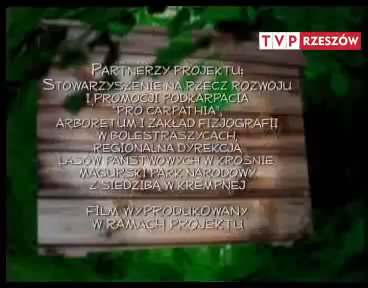 TVP RZESZÓW
PARTNERZY PROJEKTU:
STOWARZYSZENIE NA RZECZ ROZWOJU
I PROMOCJI PODKARPACIA
"PRO CARPATHIA",
ARBORETUM I ZAKŁAD FIZJOGRAFII
W BOLESTRASZYCACH,
REGIONALNA DYREKCJA
LASÓW PAŃSTWOWYCH W KROŚNIE
MAGURSKI PARK NARODOWY
Z SIEDZIBĄ W KREMPNEJ
FILM WYPRODUKOWANY
W RAMACH PROJEKTU